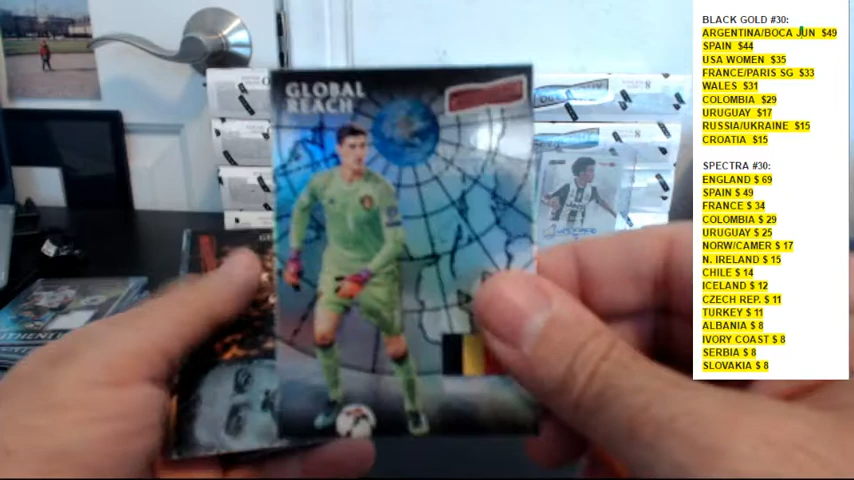 GLOBAL
REACH
BLACK GOLD #30:
ARGENTINA/BOCA JUN $49
SPAIN $44
USA WOMEN $35
FRANCE/PARIS SG $33
WALES $31
COLOMBIA $29
URUGUAY $17
RUSSIA/UKRAINE $15
CROATIA $15
SPECTRA #30:
ENGLAND $ 69
SPAIN $ 49
FRANCE $ 34
COLOMBIA $ 29
URUGUAY $ 25
NORW/CAMER $ 17
N. IRELAND $ 15
CHILE $ 14
ICELAND $ 12
CZECH REP. $ 11
TURKEY $ 11
ALBANIA $ 8
IVORY COAST $ 8
SERBIA $ 8
SLOVAKIA $ 8